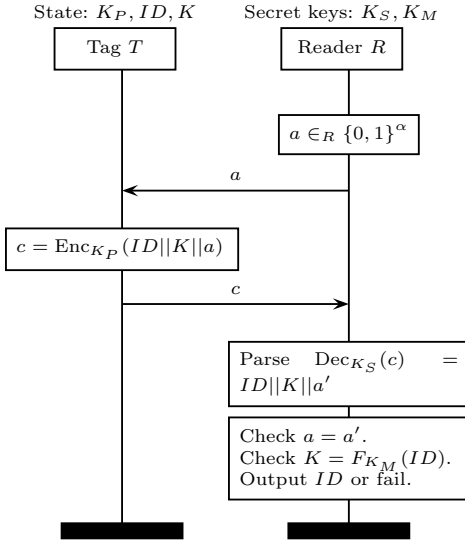 State: K_P, ID, K
Secret keys: K_S, K_M
Tag T
Reader R
a ∈_R {0, 1}^α
a
c = Enc_{K_P}(ID||K||a)
c
Parse Dec_{K_S}(c) =
ID||K||a′
Check a = a′.
Check K = F_{K_M}(ID).
Output ID or fail.